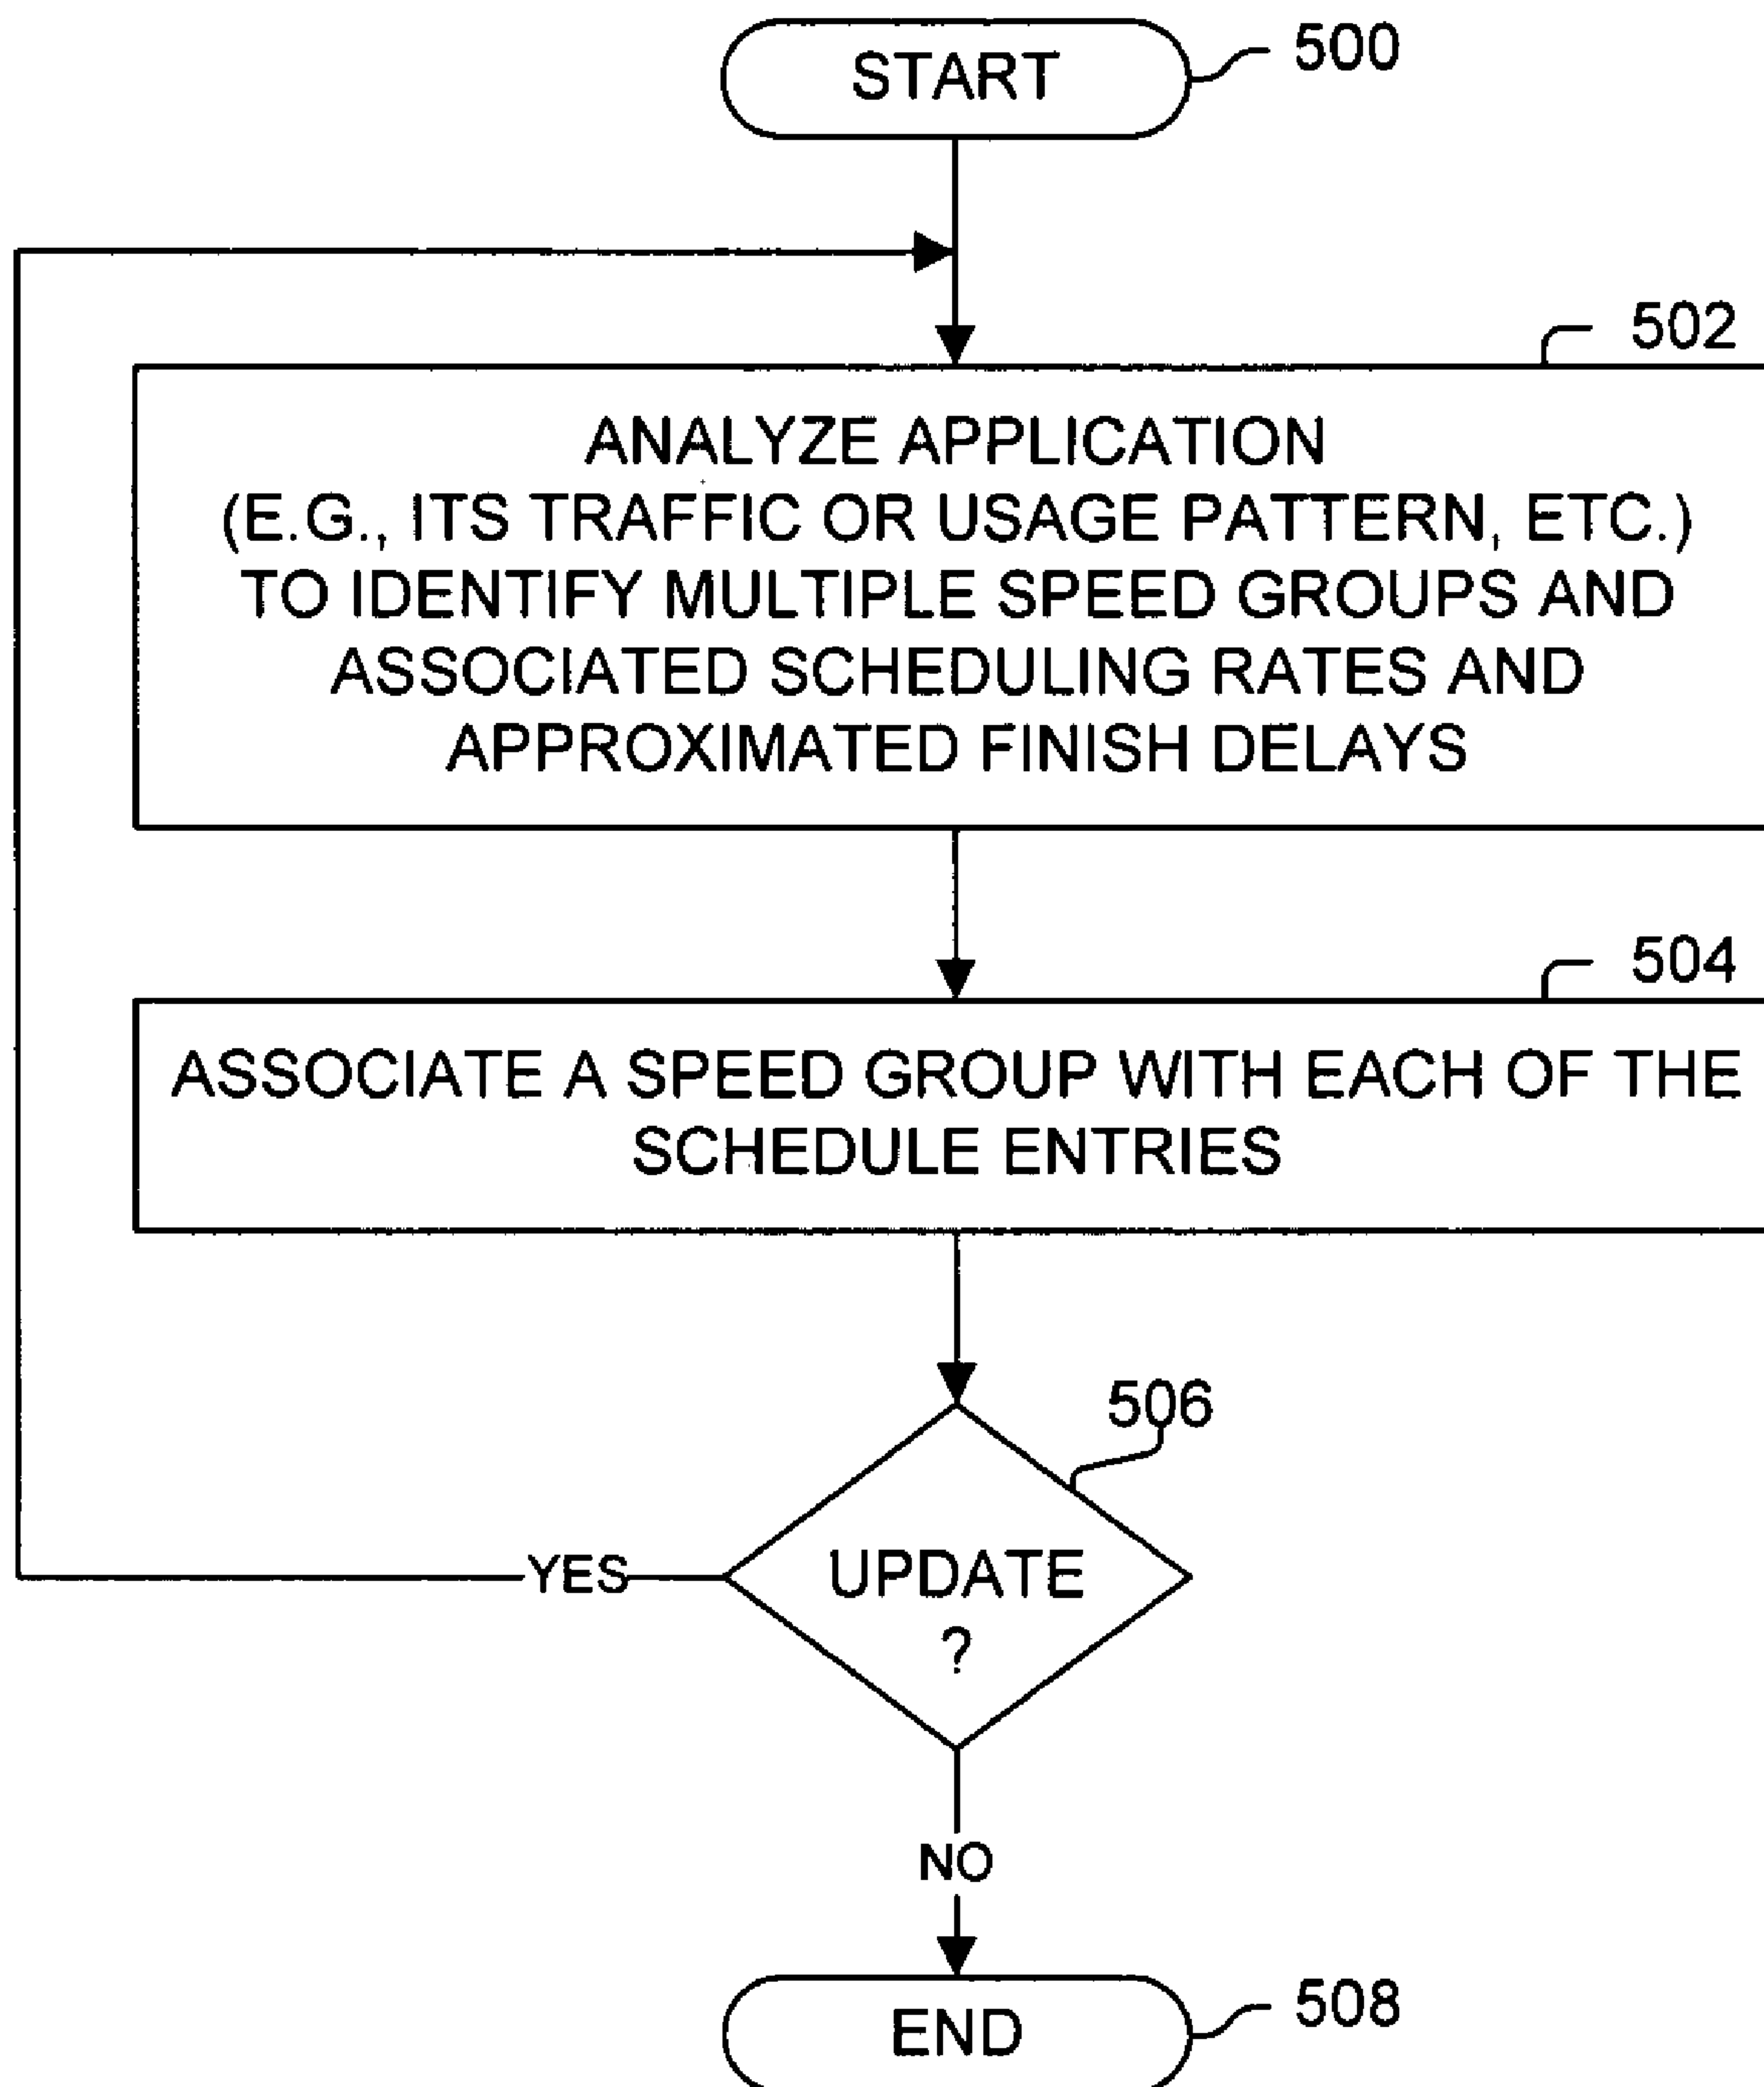 START
500
502
ANALYZE APPLICATION
(E.G., ITS TRAFFIC OR USAGE PATTERN, ETC.)
TO IDENTIFY MULTIPLE SPEED GROUPS AND
ASSOCIATED SCHEDULING RATES AND
APPROXIMATED FINISH DELAYS
504
ASSOCIATE A SPEED GROUP WITH EACH OF THE
SCHEDULE ENTRIES
506
UPDATE
?
YES
NO
END
508